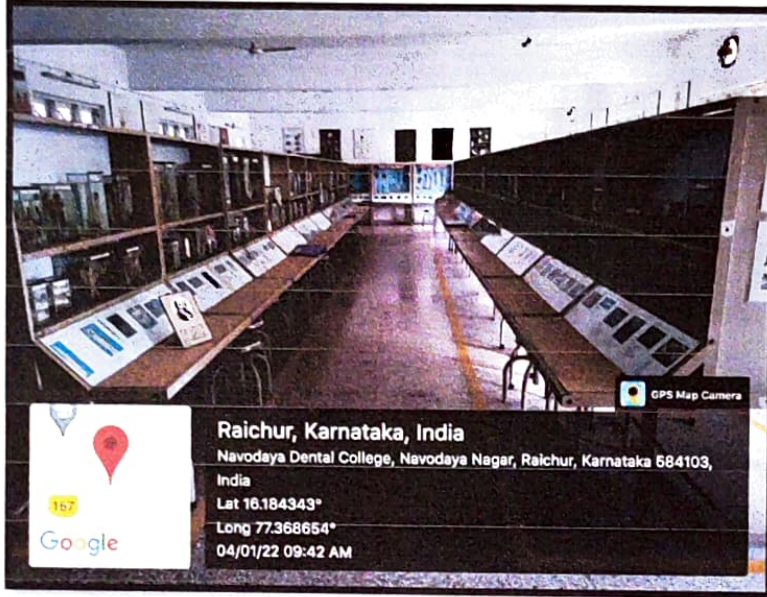 GPS Map Camera
Raichur, Karnataka, India
Navodaya Dental College, Navodaya Nagar, Raichur, Karnataka 584103,
India
Lat 16.184343°
Long 77.368654°
04/01/22 09:42 AM
167
Google